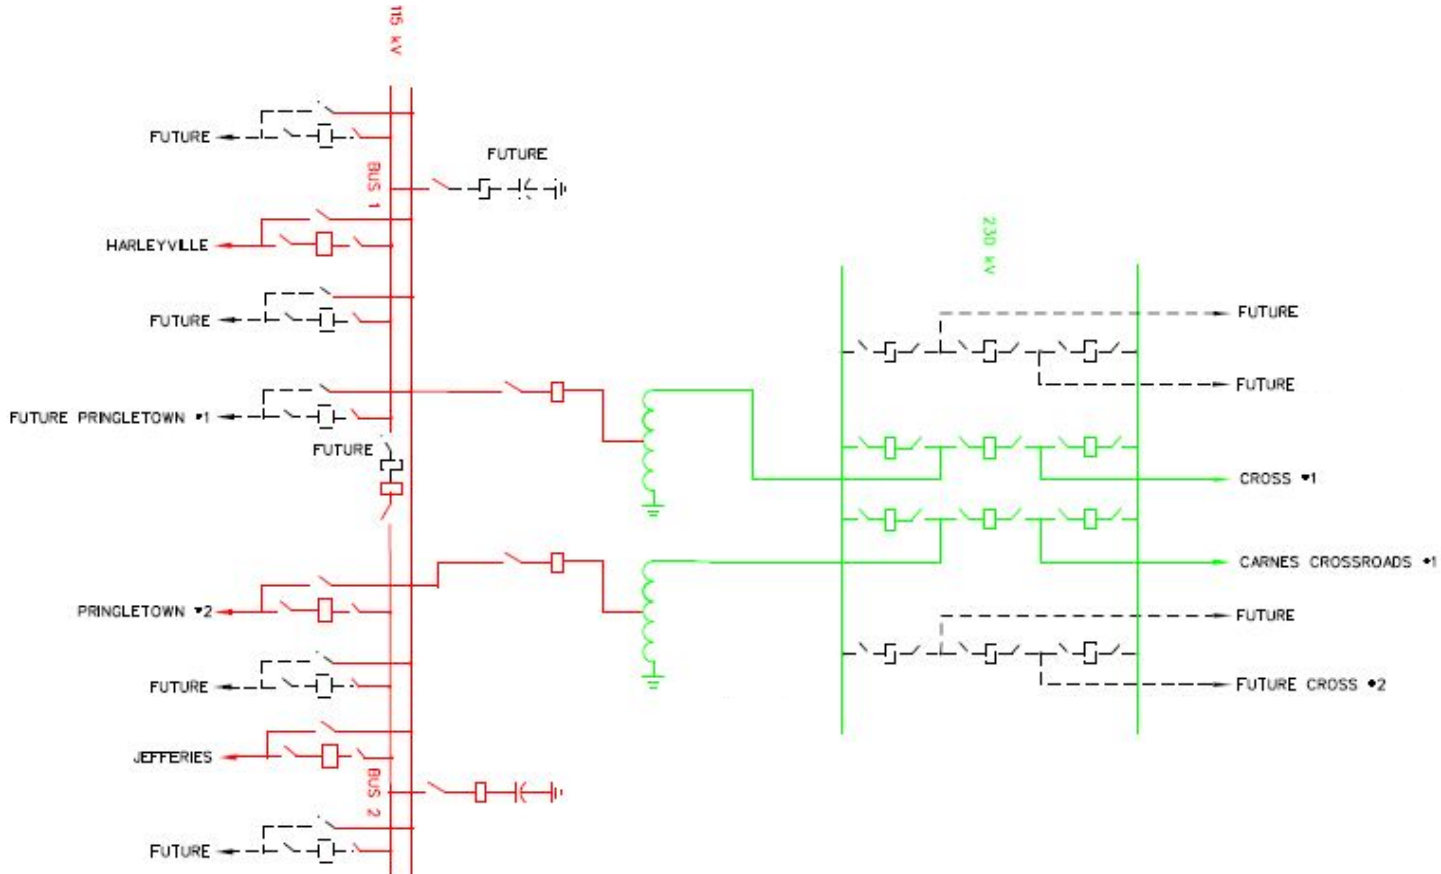 115 kV
FUTURE
BUS 1
FUTURE
HARLEYVILLE
230 kV
FUTURE
FUTURE
FUTURE
FUTURE PRINGLETOWN #1
FUTURE
CROSS #1
CARNES CROSSROADS #1
PRINGLETOWN #2
FUTURE
FUTURE
FUTURE CROSS #2
JEFFERIES
BUS 2
FUTURE